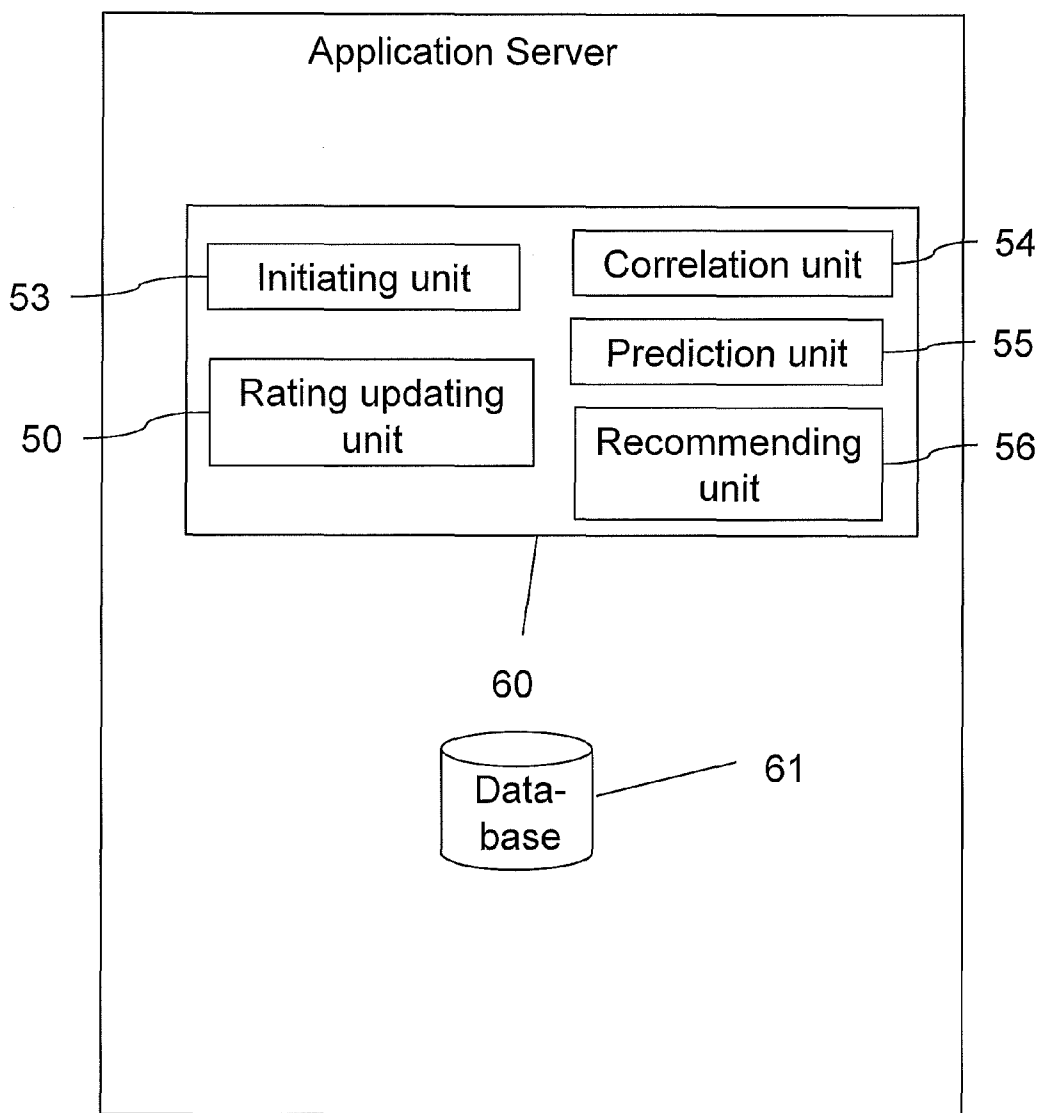 Application Server
Initiating unit
53
Rating updating
unit
50
Correlation unit
54
Prediction unit
55
Recommending
unit
56
60
Data-
base
61